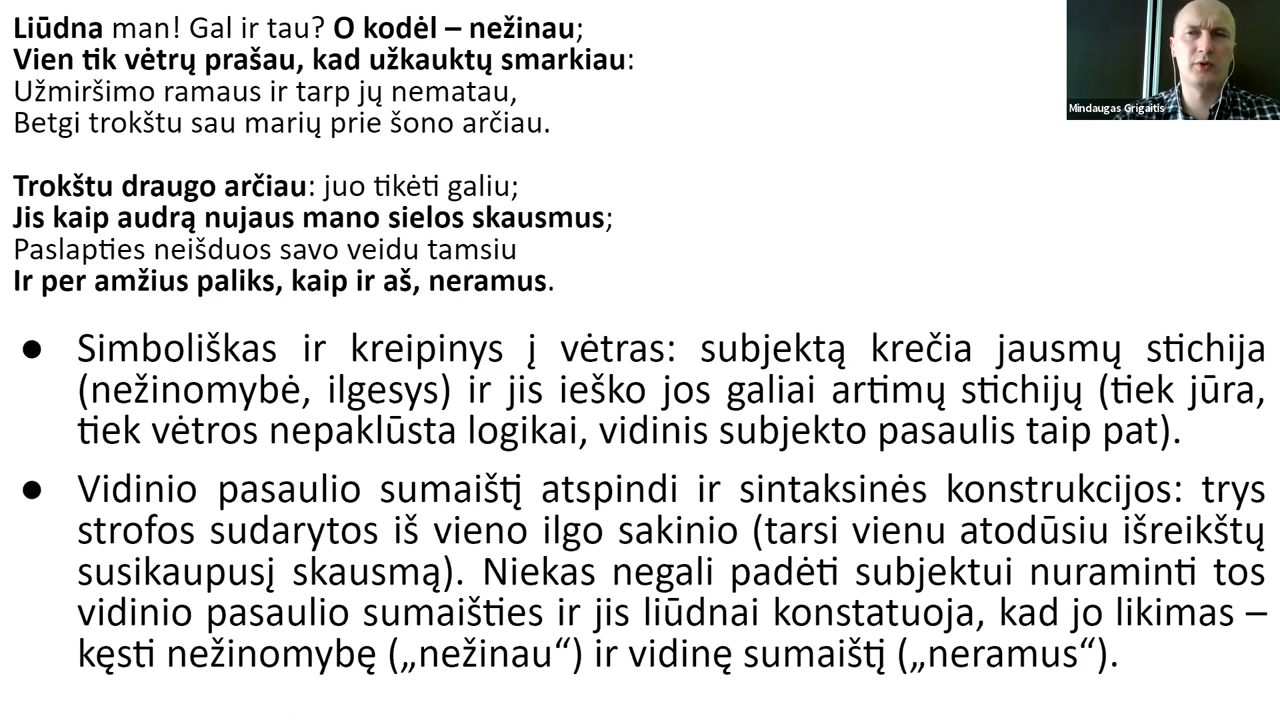 Liūdna man! Gal ir tau? O kodėl – nežinau;
Vien tik vėtrų prašau, kad užkauktų smarkiau:
Užmiršimo ramaus ir tarp jų nematau,
Betgi trokštu sau marių prie šono arčiau.
Trokštu draugo arčiau: juo tikėti galiu;
Jis kaip audrą nujaus mano sielos skausmus;
Paslapties neišduos savo veidu tamsiu
Ir per amžius paliks, kaip ir aš, neramus.
● Simboliškas ir kreipinys į vėtras: subjektą krečia jausmų stichija
(nežinomybė, ilgesys) ir jis ieško jos galiai artimų stichijų (tiek jūra,
tiek vėtros nepaklūsta logikai, vidinis subjekto pasaulis taip pat).
● Vidinio pasaulio sumaištį atspindi ir sintaksinės konstrukcijos: trys
strofos sudarytos iš vieno ilgo sakinio (tarsi vienu atodūsiu išreikštų
susikaupusį skausmą). Niekas negali padėti subjektui nuraminti tos
vidinio pasaulio sumaišties ir jis liūdnai konstatuoja, kad jo likimas –
kęsti nežinomybę („nežinau“) ir vidinę sumaištį („neramus“).
Mindaugas Grigaitis